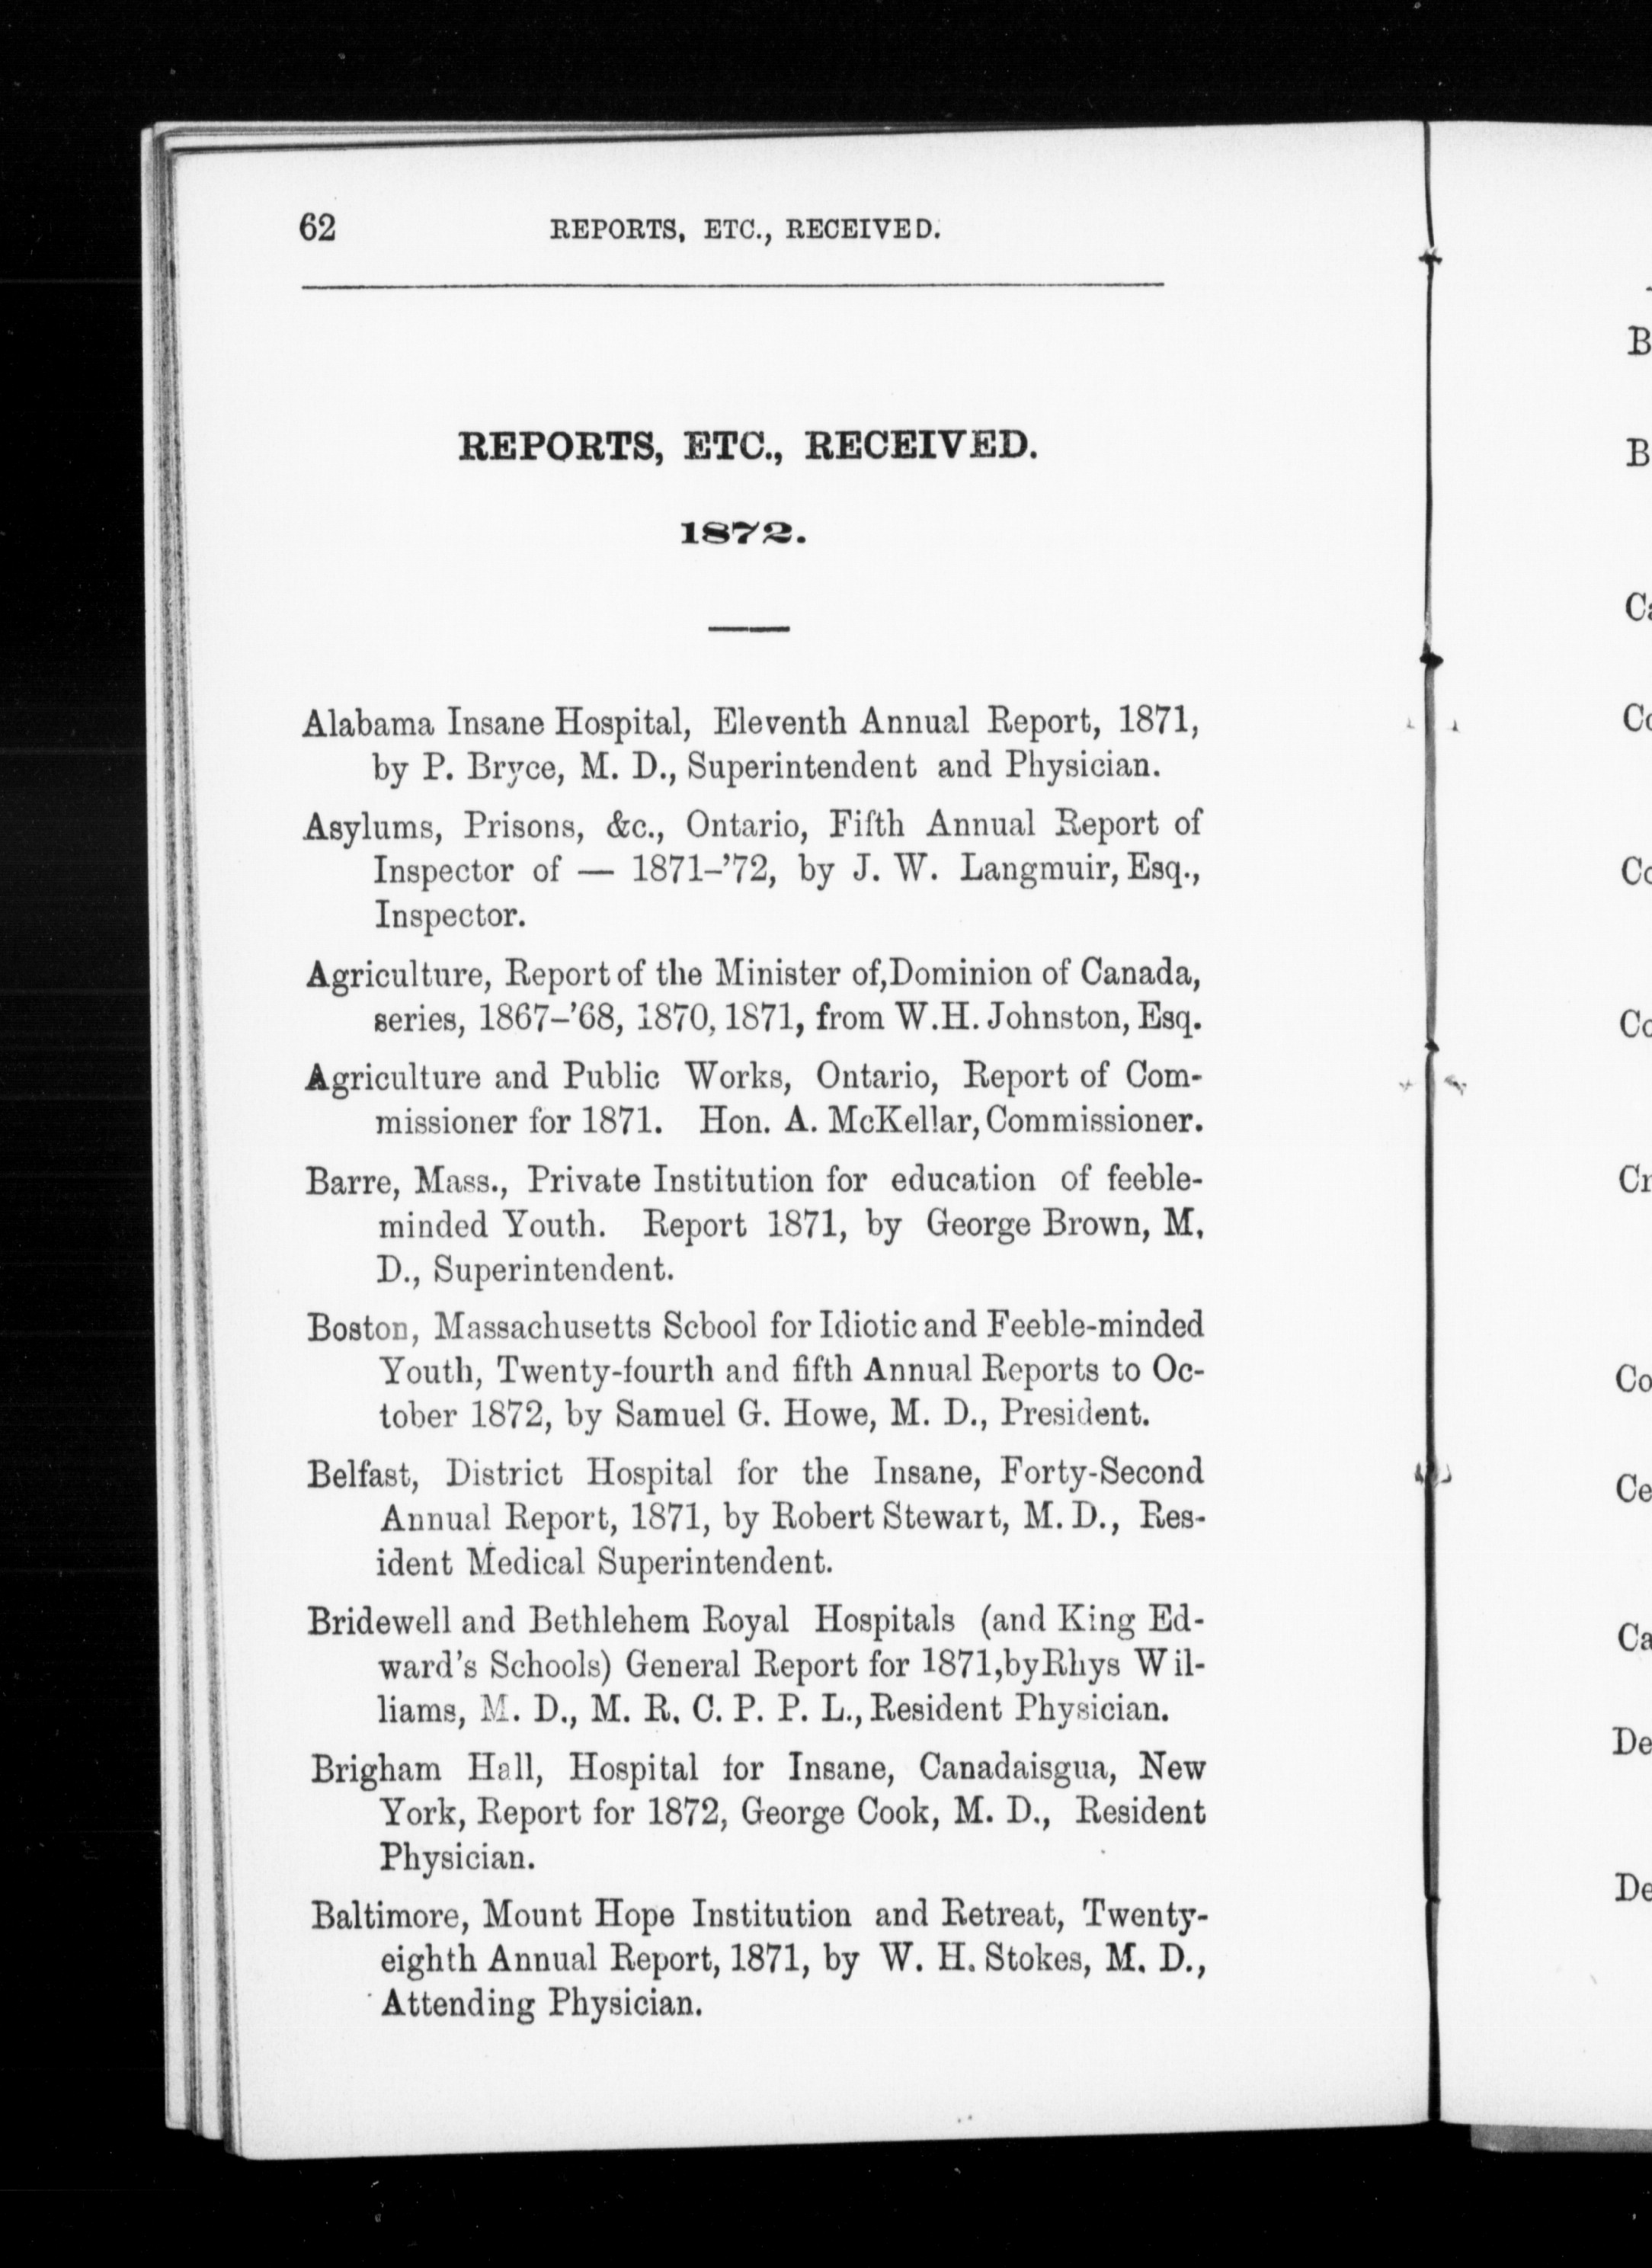 62 REPORTS, ETC., RECEIVED.
REPORTS, ETC., RECEIVED.
1872.
Alabama Insane Hospital, Eleventh Annual Report, 1871,
by P. Bryce, M. D., Superintendent and Physician.
Asylums, Prisons, &c., Ontario, Fifth Annual Report of
Inspector of — 1871-'72, by J. W. Langmuir, Esq.,
Inspector.
Agriculture, Report of the Minister of, Dominion of Canada,
series, 1867-'68, 1870, 1871, from W.H. Johnston, Esq.
Agriculture and Public Works, Ontario, Report of Com-
missioner for 1871. Hon. A. McKellar, Commissioner.
Barre, Mass., Private Institution for education of feeble-
minded Youth. Report 1871, by George Brown, M,
D., Superintendent.
Boston, Massachusetts Scbool for Idiotic and Feeble-minded
Youth, Twenty-fourth and fifth Annual Reports to Oc-
tober 1872, by Samuel G. Howe, M. D., President.
Belfast, District Hospital for the Insane, Forty-Second
Annual Report, 1871, by Robert Stewart, M. D., Res-
ident Medical Superintendent.
Bridewell and Bethlehem Royal Hospitals (and King Ed-
ward's Schools) General Report for 1871,byRhys Wil-
liams, M. D., M. R. C. P. P. L., Resident Physician.
Brigham Hall, Hospital for Insane, Canadaisgua, New
York, Report for 1872, George Cook, M. D., Resident
Physician.
Baltimore, Mount Hope Institution and Retreat, Twenty-
eighth Annual Report, 1871, by W. H. Stokes, M. D.,
Attending Physician.
B
B
Ca
Co
Co
Co
Cr
Co
Ce
Ca
De
De